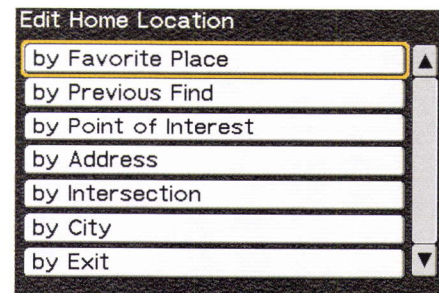 Edit Home Location
by Favorite Place
by Previous Find
by Point of Interest
by Address
by Intersection
by City
by Exit